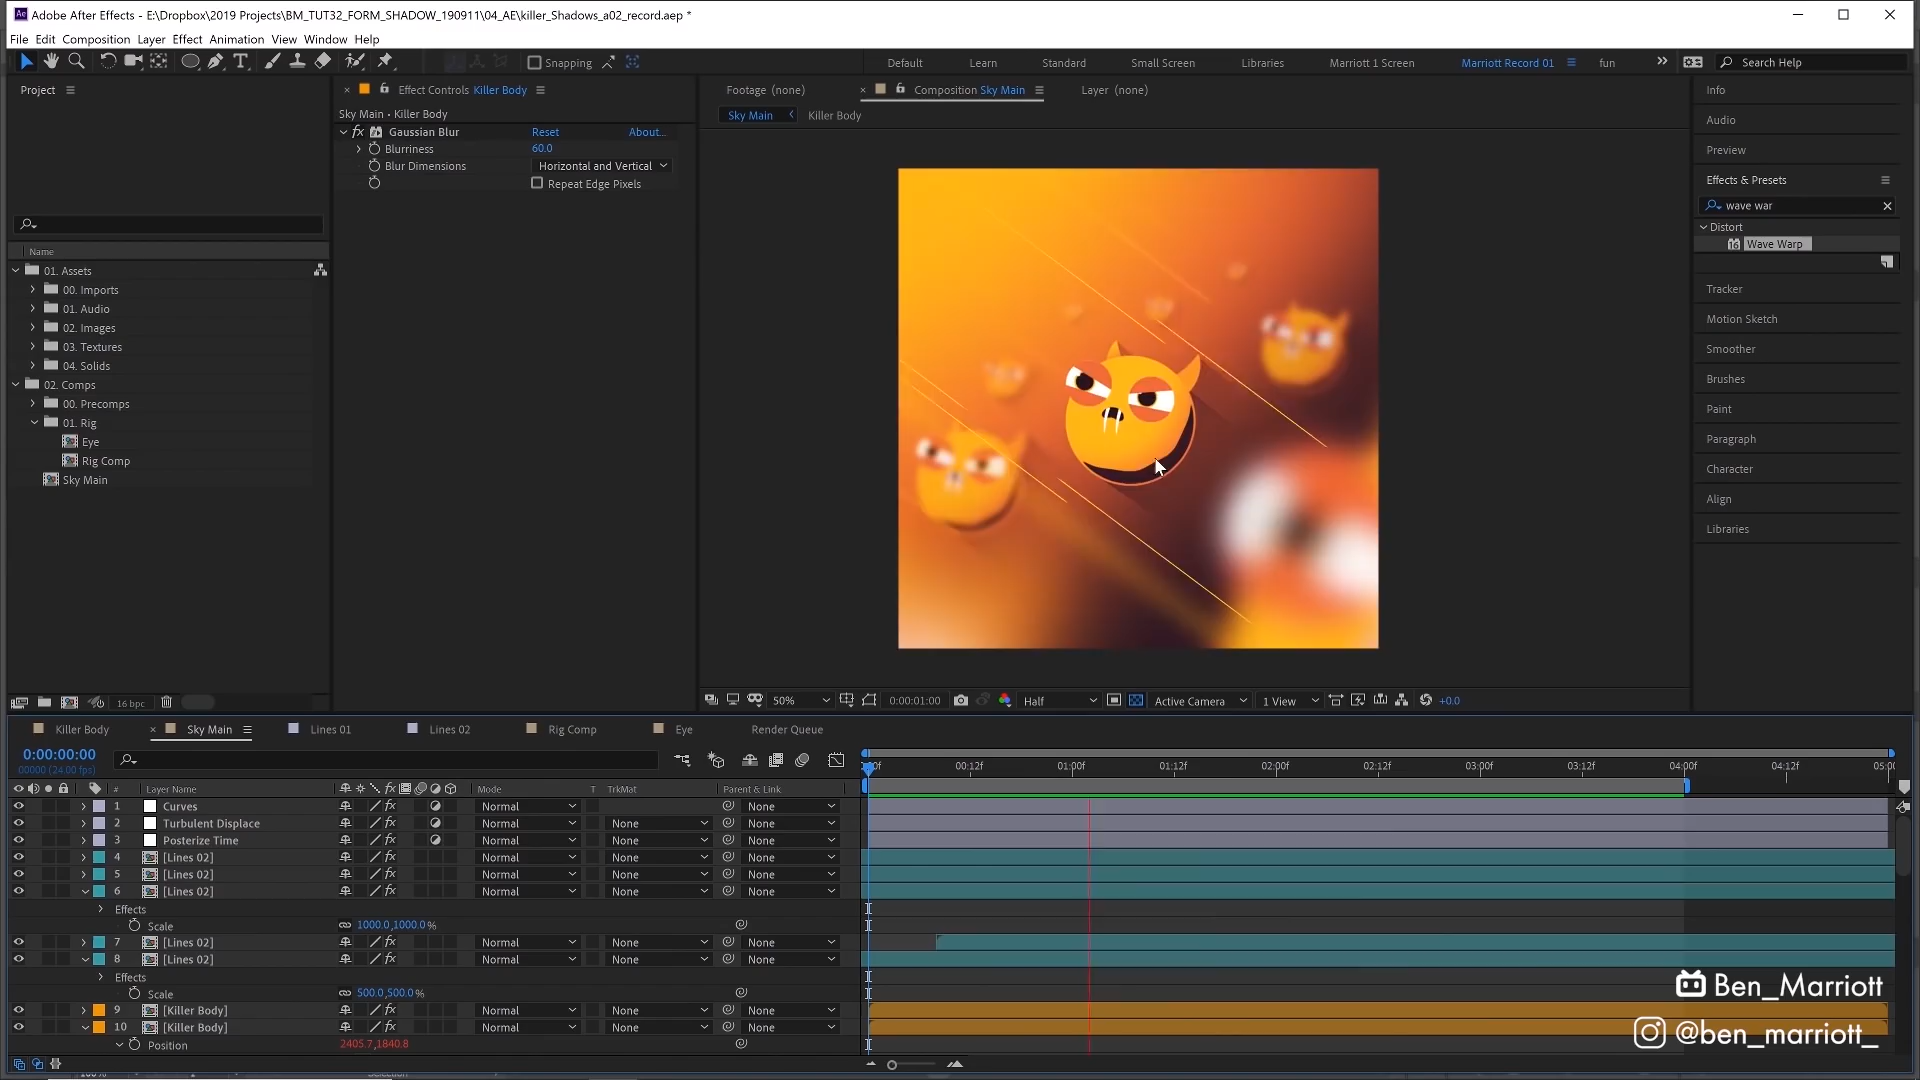 Adobe After Effects - E:\Dropbox\2019 Projects\BM_TUT32_FORM_SHADOW_190911\04_AE\killer_Shadows_a02_record.aep *
File Edit Composition Layer Effect Animation View Window Help
Snapping
Default Learn Standard Small Screen Libraries Marriott 1 Screen Marriott Record 01 fun Search Help
Project
Effect Controls Killer Body
Footage (none) Composition Sky Main Layer (none)
Sky Main • Killer Body
Sky Main Killer Body
fx Gaussian Blur Reset About...
Blurriness 60.0
Blur Dimensions Horizontal and Vertical
Repeat Edge Pixels
Name
01. Assets
00. Imports
01. Audio
02. Images
03. Textures
04. Solids
02. Comps
00. Precomps
01. Rig
Eye
Rig Comp
Sky Main
Info
Audio
Preview
Effects & Presets
wave war
Distort
Wave Warp
Tracker
Motion Sketch
Smoother
Brushes
Paint
Paragraph
Character
Align
Libraries
16 bpc
50% 0:00:01:00 Half Active Camera 1 View +0.0
Killer Body Sky Main Lines 01 Lines 02 Rig Comp Eye Render Queue
0:00:00:00
00000 (24.00 fps)
00:12f 01:00f 01:12f 02:00f 02:12f 03:00f 03:12f 04:00f 04:12f
# Layer Name Mode T TrkMat Parent & Link
1 Curves Normal None
2 Turbulent Displace Normal None None
3 Posterize Time Normal None None
4 [Lines 02] Normal None None
5 [Lines 02] Normal None None
6 [Lines 02] Normal None None
Effects
Scale 1000.0,1000.0%
7 [Lines 02] Normal None None
8 [Lines 02] Normal None None
Effects
Scale 500.0,500.0%
9 [Killer Body] Normal None None
10 [Killer Body] Normal None None
Position 2405.7,1840.8
Ben_Marriott
@ben_marriott_